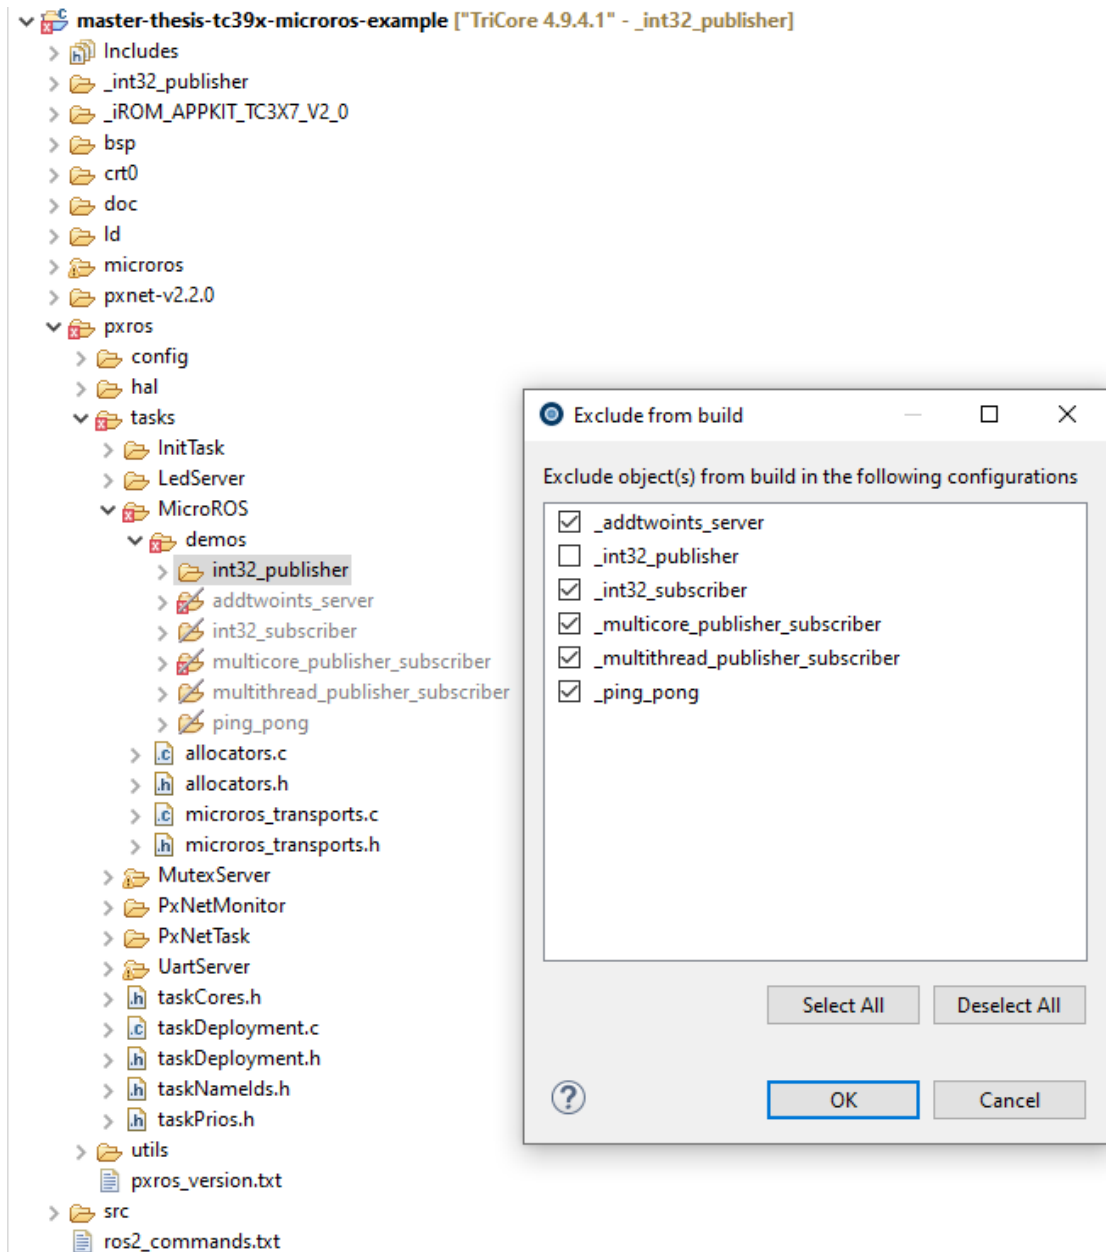 master-thesis-tc39x-microros-example ["TriCore 4.9.4.1" - _int32_publisher]
Includes
_int32_publisher
_iROM_APPKIT_TC3X7_V2_0
bsp
crt0
doc
ld
microros
pxnet-v2.2.0
pxros
config
hal
tasks
InitTask
LedServer
MicroROS
demos
int32_publisher
addtwoints_server
int32_subscriber
multicore_publisher_subscriber
multithread_publisher_subscriber
ping_pong
allocators.c
allocators.h
microros_transports.c
microros_transports.h
MutexServer
PxNetMonitor
PxNetTask
UartServer
taskCores.h
taskDeployment.c
taskDeployment.h
taskNameIds.h
taskPrios.h
utils
pxros_version.txt
src
ros2_commands.txt
Exclude from build
Exclude object(s) from build in the following configurations
_addtwoints_server
_int32_publisher
_int32_subscriber
_multicore_publisher_subscriber
_multithread_publisher_subscriber
_ping_pong
Select All
Deselect All
OK
Cancel